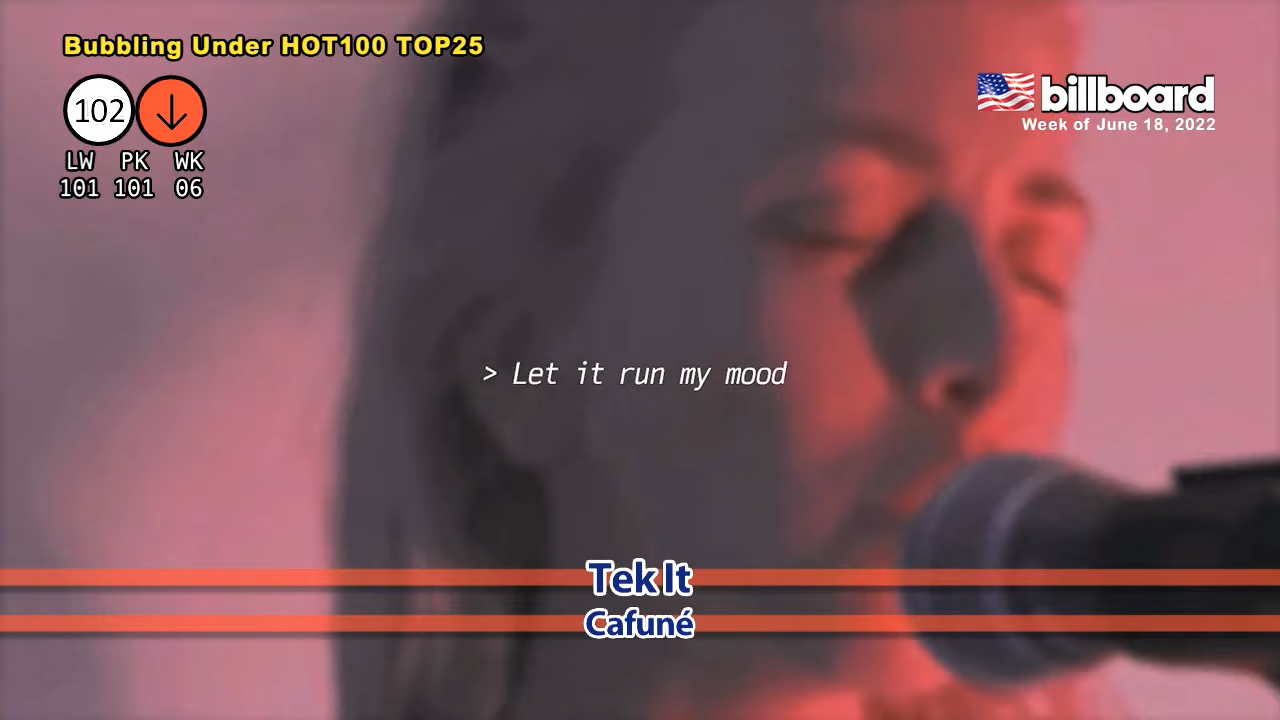 Bubbling Under HOT100 TOP25
102
LW PK WK
101 101 06
billboard
Week of June 18, 2022
> Let it run my mood
Tek It
Cafuné